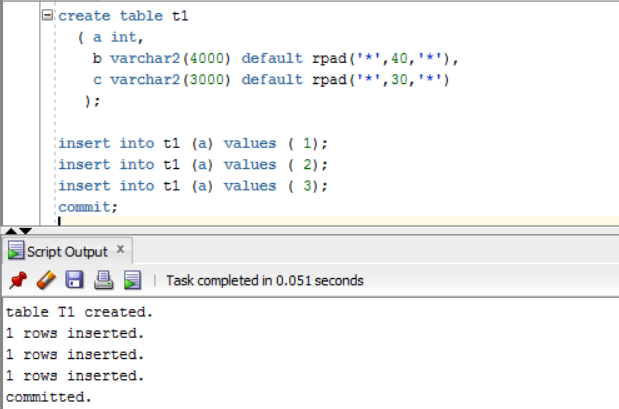 create table t1
( a int,
b varchar2(4000) default rpad('*',40,'*'),
c varchar2(3000) default rpad('*',30,'*')
);
insert into t1 (a) values ( 1);
insert into t1 (a) values ( 2);
insert into t1 (a) values ( 3);
commit;
Script Output x
Task completed in 0.051 seconds
table T1 created.
1 rows inserted.
1 rows inserted.
1 rows inserted.
committed.